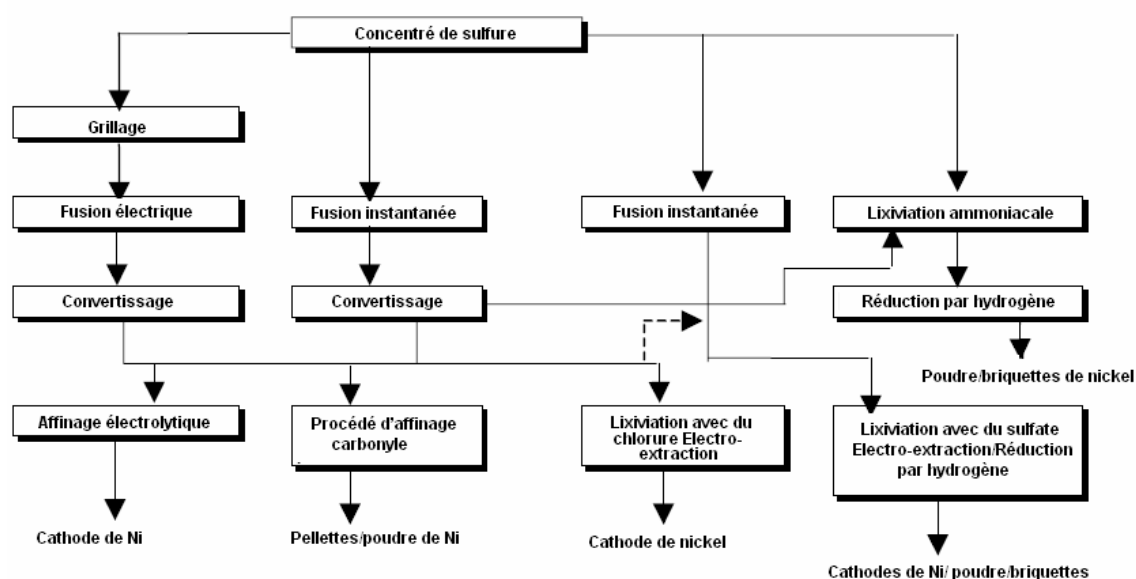 Concentré de sulfure
Grillage
Fusion électrique
Fusion instantanée
Fusion instantanée
Lixiviation ammoniacale
Convertissage
Convertissage
Réduction par hydrogène
Poudre/briquettes de nickel
Affinage électrolytique
Procédé d'affinage
carbonyle
Lixiviation avec du
chlorure Electro-
extraction
Lixiviation avec du sulfate
Electro-extraction/Réduction
par hydrogène
Cathode de Ni
Pellettes/poudre de Ni
Cathode de nickel
Cathodes de Ni/ poudre/briquettes